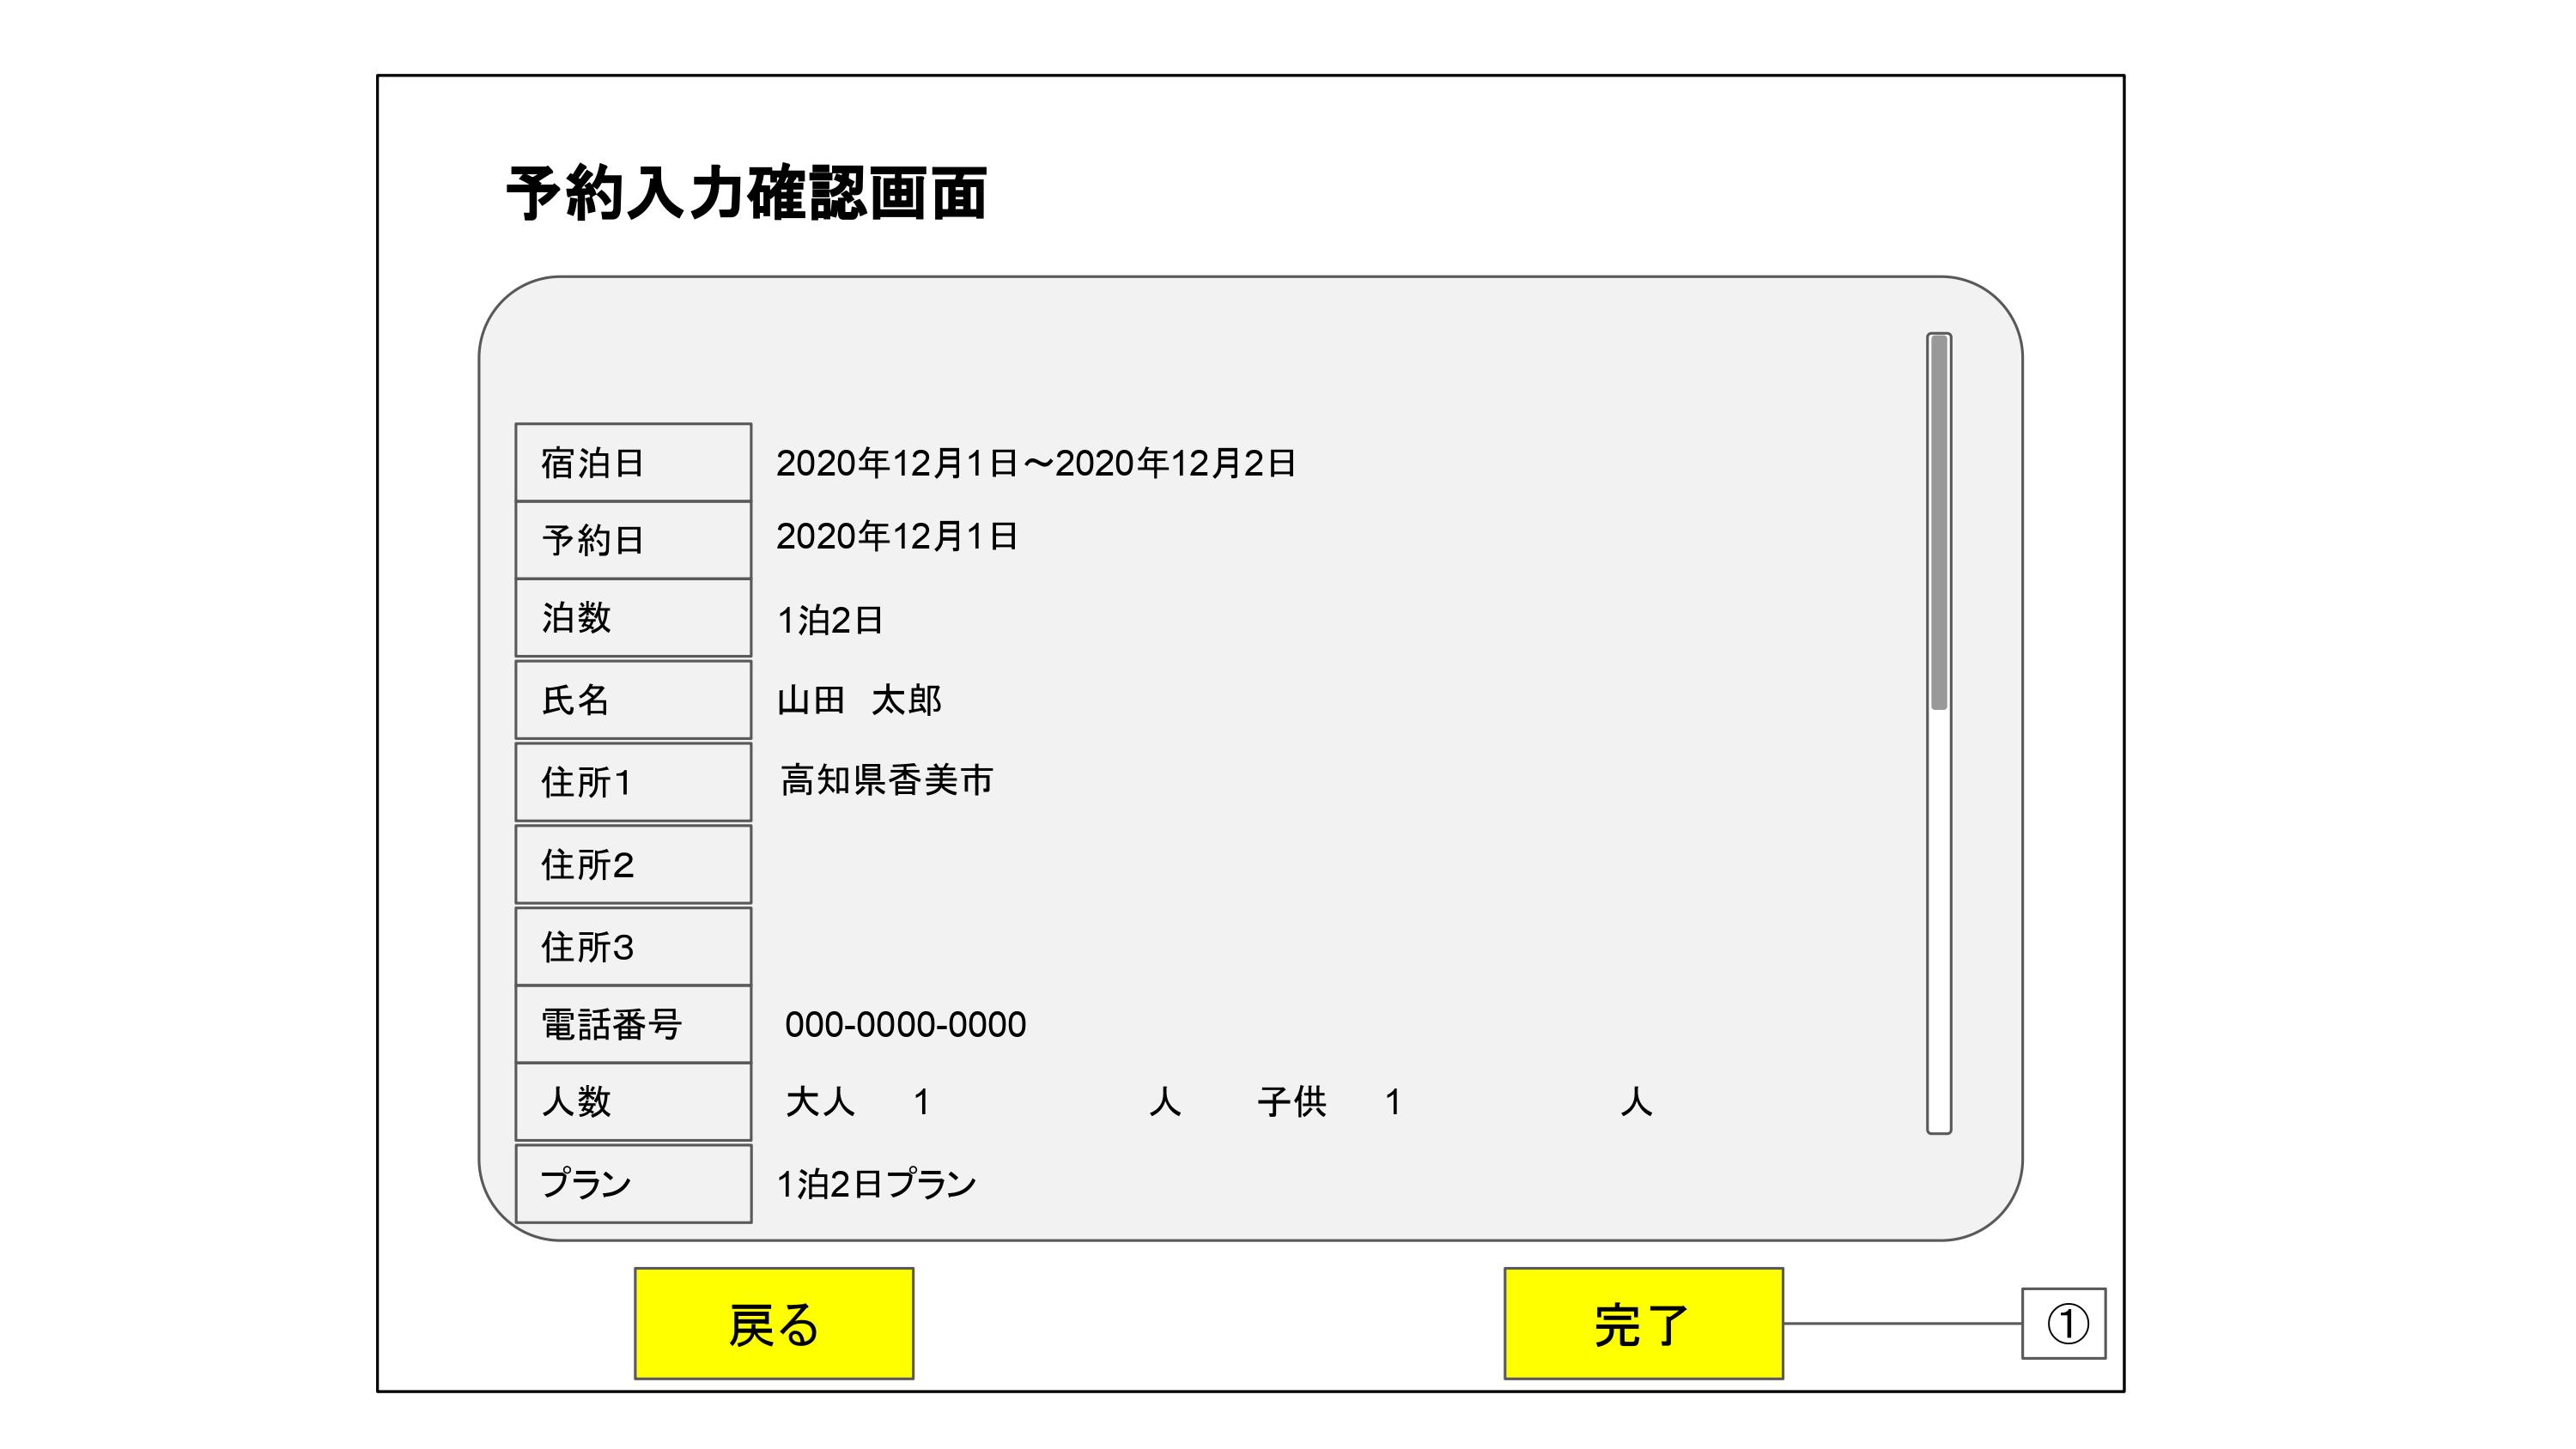 予約入力確認画面
宿泊日 2020年12月1日～2020年12月2日
予約日 2020年12月1日
泊数 1泊2日
氏名 山田　太郎
住所1 高知県香美市
住所2
住所3
電話番号 000-0000-0000
人数 大人 1 人 子供 1 人
プラン 1泊2日プラン
戻る 完了 ①